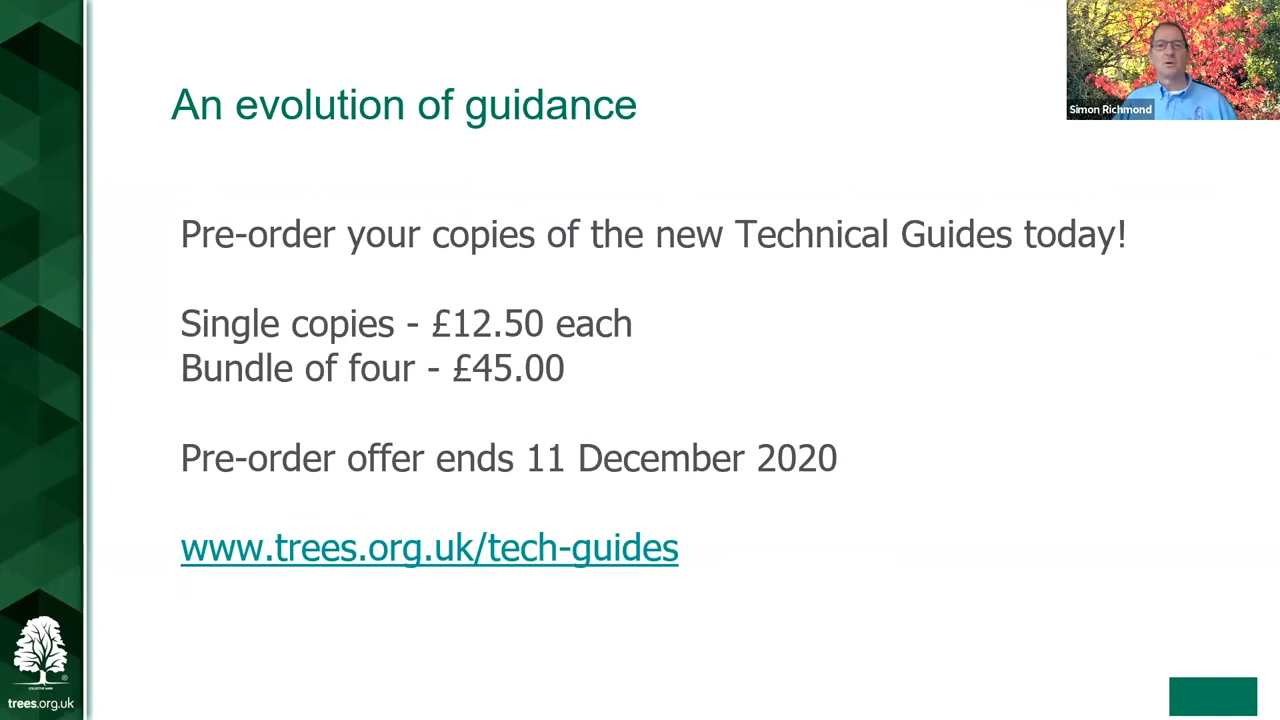 An evolution of guidance
Simon Richmond
Pre-order your copies of the new Technical Guides today!
Single copies - £12.50 each
Bundle of four - £45.00
Pre-order offer ends 11 December 2020
www.trees.org.uk/tech-guides
COLLECTIVE MARK
trees.org.uk